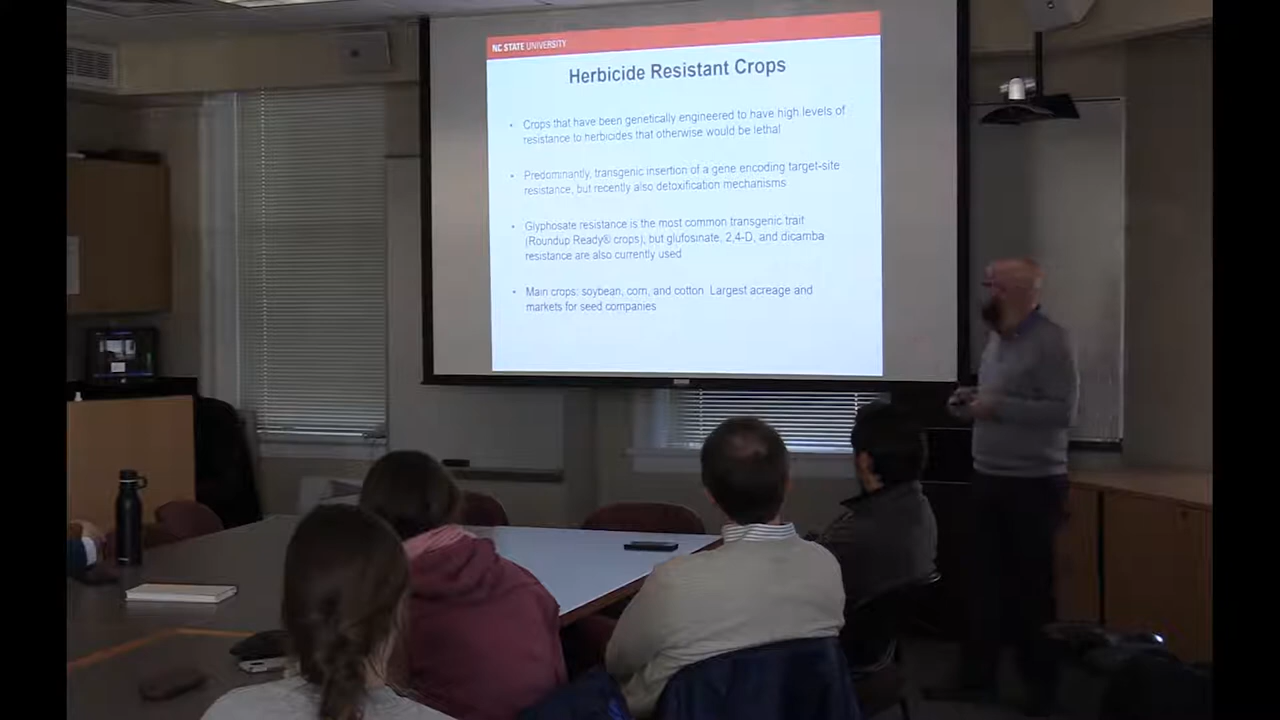 NC STATE UNIVERSITY
Herbicide Resistant Crops
• Crops that have been genetically engineered to have high levels of
resistance to herbicides that otherwise would be lethal
• Predominantly, transgenic insertion of a gene encoding target-site
resistance, but recently also detoxification mechanisms
• Glyphosate resistance is the most common transgenic trait
(Roundup Ready® crops), but glufosinate, 2,4-D, and dicamba
resistance are also currently used
• Main crops: soybean, corn, and cotton. Largest acreage and
markets for seed companies